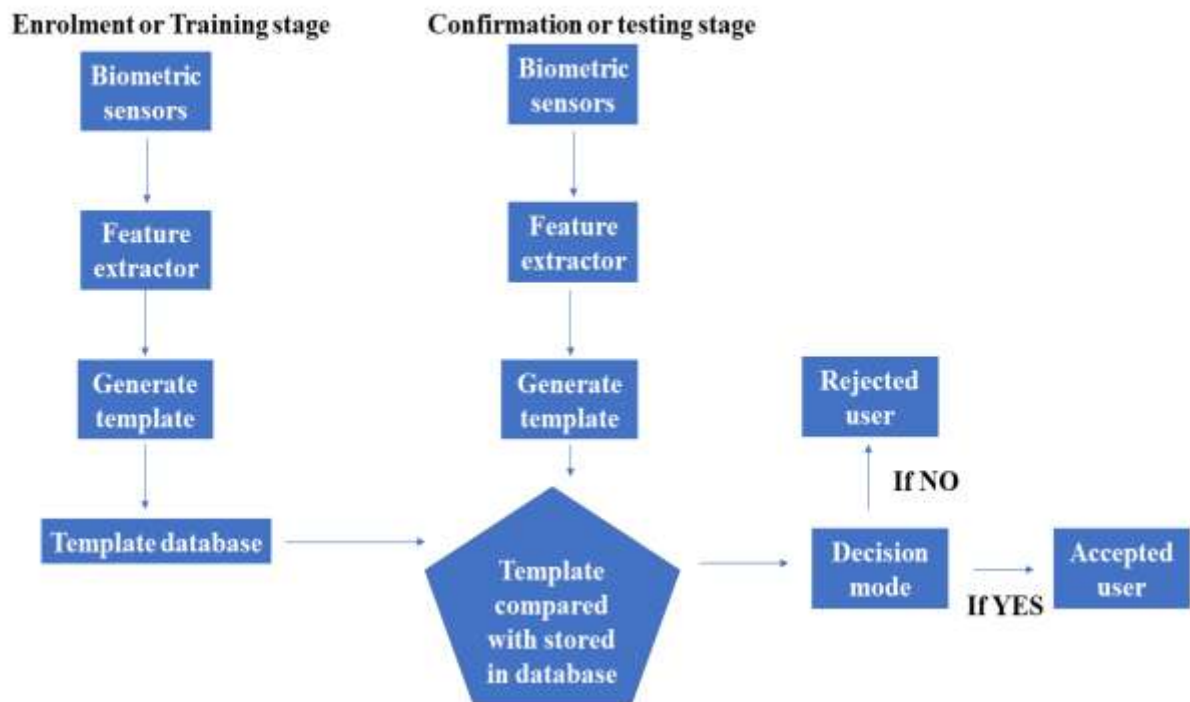 Enrolment or Training stage
Biometric
sensors
Feature
extractor
Generate
template
Template database
Confirmation or testing stage
Biometric
sensors
Feature
extractor
Generate
template
Template
compared
with stored
in database
Rejected
user
If NO
Decision
mode
If YES
Accepted
user